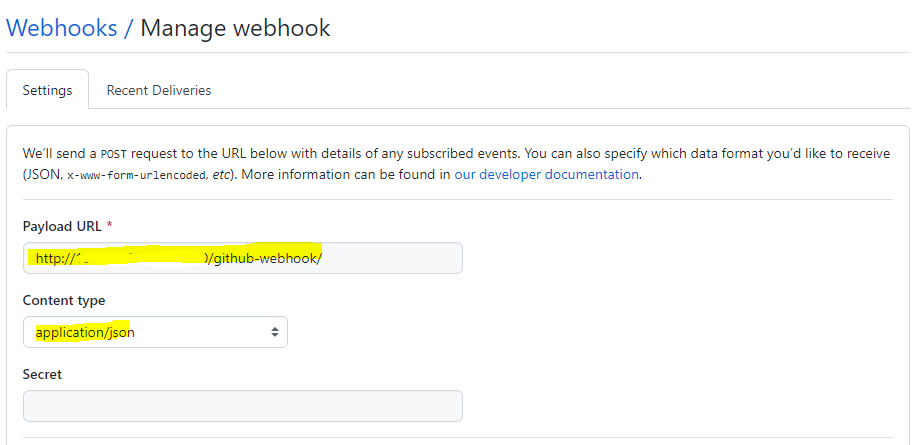 Webhooks / Manage webhook
Settings
Recent Deliveries
We'll send a POST request to the URL below with details of any subscribed events. You can also specify which data format you'd like to receive
(JSON, x-www-form-urlencoded, etc). More information can be found in our developer documentation.
Payload URL *
http:// /github-webhook/
Content type
application/json
Secret